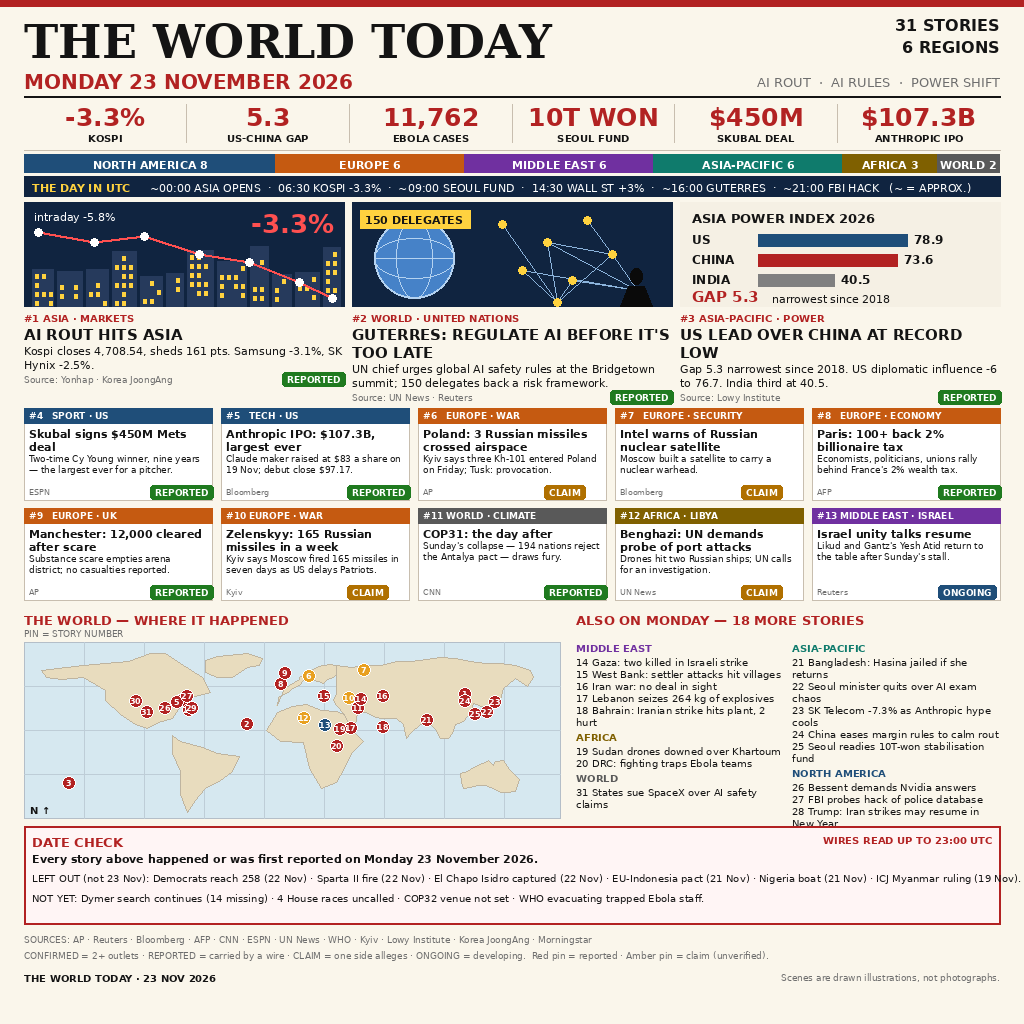 THE WORLD TODAY
31 STORIES
6 REGIONS
MONDAY 23 NOVEMBER 2026
AI ROUT · AI RULES · POWER SHIFT
-3.3%
KOSPI
5.3
US-CHINA GAP
11,762
EBOLA CASES
10T WON
SEOUL FUND
$450M
SKUBAL DEAL
$107.3B
ANTHROPIC IPO
NORTH AMERICA 8
EUROPE 6
MIDDLE EAST 6
ASIA-PACIFIC 6
AFRICA 3
WORLD 2
THE DAY IN UTC ~00:00 ASIA OPENS · 06:30 KOSPI -3.3% · ~09:00 SEOUL FUND · 14:30 WALL ST +3% · ~16:00 GUTERRES · ~21:00 FBI HACK (~ = APPROX.)
intraday -5.8%
-3.3%
150 DELEGATES
ASIA POWER INDEX 2026
US 78.9
CHINA 73.6
INDIA 40.5
GAP 5.3 narrowest since 2018
#1 ASIA · MARKETS
AI ROUT HITS ASIA
Kospi closes 4,708.54, sheds 161 pts. Samsung -3.1%, SK
Hynix -2.5%.
Source: Yonhap · Korea JoongAng
REPORTED
#2 WORLD · UNITED NATIONS
GUTERRES: REGULATE AI BEFORE IT'S
TOO LATE
UN chief urges global AI safety rules at the Bridgetown
summit; 150 delegates back a risk framework.
Source: UN News · Reuters
REPORTED
#3 ASIA-PACIFIC · POWER
US LEAD OVER CHINA AT RECORD
LOW
Gap 5.3 narrowest since 2018. US diplomatic influence -6
to 76.7. India third at 40.5.
Source: Lowy Institute
REPORTED
#4 SPORT · US
Skubal signs $450M Mets
deal
Two-time Cy Young winner, nine years
— the largest ever for a pitcher.
ESPN
REPORTED
#5 TECH · US
Anthropic IPO: $107.3B,
largest ever
Claude maker raised at $83 a share on
19 Nov; debut close $97.17.
Bloomberg
REPORTED
#6 EUROPE · WAR
Poland: 3 Russian missiles
crossed airspace
Kyiv says three Kh-101 entered Poland
on Friday; Tusk: provocation.
AP
CLAIM
#7 EUROPE · SECURITY
Intel warns of Russian
nuclear satellite
Moscow built a satellite to carry a
nuclear warhead.
Bloomberg
CLAIM
#8 EUROPE · ECONOMY
Paris: 100+ back 2%
billionaire tax
Economists, politicians, unions rally
behind France's 2% wealth tax.
AFP
REPORTED
#9 EUROPE · UK
Manchester: 12,000 cleared
after scare
Substance scare empties arena
district; no casualties reported.
AP
REPORTED
#10 EUROPE · WAR
Zelenskyy: 165 Russian
missiles in a week
Kyiv says Moscow fired 165 missiles in
seven days as US delays Patriots.
Kyiv
CLAIM
#11 WORLD · CLIMATE
COP31: the day after
Sunday's collapse — 194 nations reject
the Antalya pact — draws fury.
CNN
REPORTED
#12 AFRICA · LIBYA
Benghazi: UN demands
probe of port attacks
Drones hit two Russian ships; UN calls
for an investigation.
UN News
CLAIM
#13 MIDDLE EAST · ISRAEL
Israel unity talks resume
Likud and Gantz's Yesh Atid return to
the table after Sunday's stall.
Reuters
ONGOING
THE WORLD — WHERE IT HAPPENED
PIN = STORY NUMBER
9
8
6
7
30
31
26
5
27
29
2
15
10
14
11
16
12
13
19
17
18
20
21
1
24
23
25
22
3
N ↑
ALSO ON MONDAY — 18 MORE STORIES
MIDDLE EAST
14 Gaza: two killed in Israeli strike
15 West Bank: settler attacks hit villages
16 Iran war: no deal in sight
17 Lebanon seizes 264 kg of explosives
18 Bahrain: Iranian strike hits plant, 2
hurt
AFRICA
19 Sudan drones downed over Khartoum
20 DRC: fighting traps Ebola teams
WORLD
31 States sue SpaceX over AI safety
claims
ASIA-PACIFIC
21 Bangladesh: Hasina jailed if she
returns
22 Seoul minister quits over AI exam
chaos
23 SK Telecom -7.3% as Anthropic hype
cools
24 China eases margin rules to calm rout
25 Seoul readies 10T-won stabilisation
fund
NORTH AMERICA
26 Bessent demands Nvidia answers
27 FBI probes hack of police database
28 Trump: Iran strikes may resume in
New Year
DATE CHECK
WIRES READ UP TO 23:00 UTC
Every story above happened or was first reported on Monday 23 November 2026.
LEFT OUT (not 23 Nov): Democrats reach 258 (22 Nov) · Sparta II fire (22 Nov) · El Chapo Isidro captured (22 Nov) · EU-Indonesia pact (21 Nov) · Nigeria boat (21 Nov) · ICJ Myanmar ruling (19 Nov).
NOT YET: Dymer search continues (14 missing) · 4 House races uncalled · COP32 venue not set · WHO evacuating trapped Ebola staff.
SOURCES: AP · Reuters · Bloomberg · AFP · CNN · ESPN · UN News · WHO · Kyiv · Lowy Institute · Korea JoongAng · Morningstar
CONFIRMED = 2+ outlets · REPORTED = carried by a wire · CLAIM = one side alleges · ONGOING = developing. Red pin = reported · Amber pin = claim (unverified).
THE WORLD TODAY · 23 NOV 2026
Scenes are drawn illustrations, not photographs.